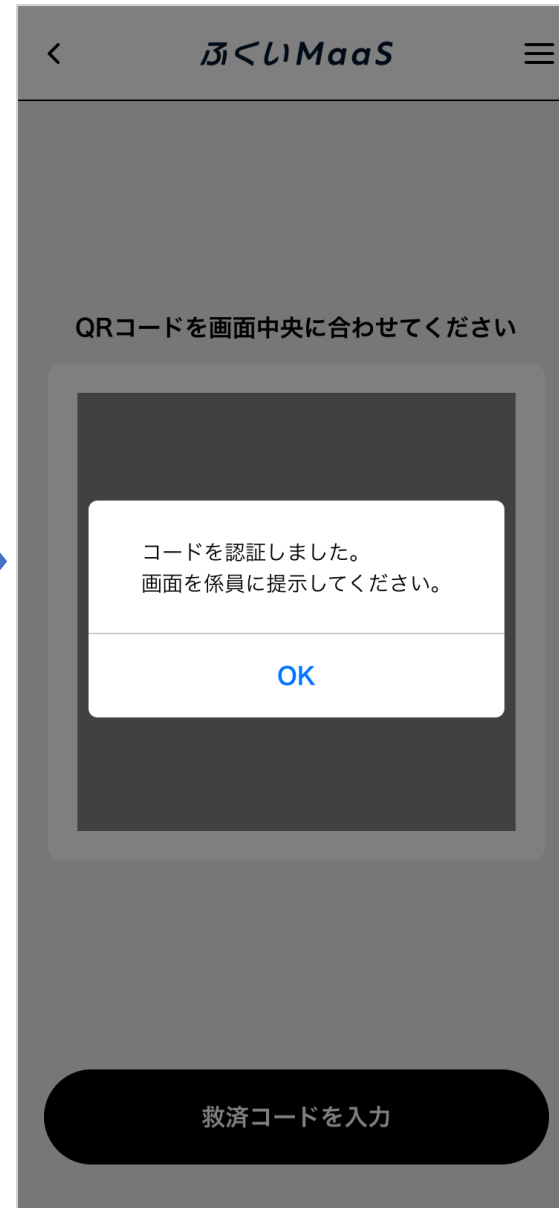 ふくいMaaS
QRコードを画面中央に合わせてください
コードを認証しました。
画面を係員に提示してください。
OK
救済コードを入力